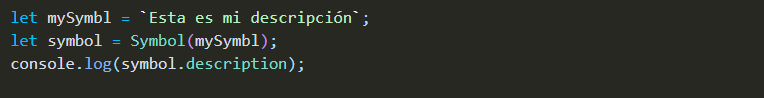 let mySymbl = `Esta es mi descripción`;
let symbol = Symbol(mySymbl);
console.log(symbol.description);